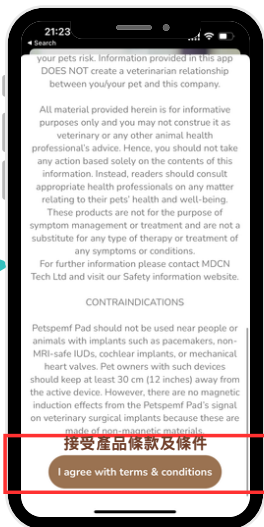 21:23
Search
your pets risk. Information provided in this app
DOES NOT create a veterinarian relationship
between you/your pet and this company.
All material provided herein is for informative
purposes only and you may not construe it as
veterinary or any other animal health
professional's advice. Hence, you should not take
any action based solely on the contents of this
information. Instead, readers should consult
appropriate health professionals on any matter
relating to their pets' health and well-being.
These products are not for the purpose of
symptom management or treatment and are not a
substitute for any type of therapy or treatment of
any symptoms or conditions.
For further information please contact MDCN
Tech Ltd and visit our Safety information website.
CONTRAINDICATIONS
Petspemf Pad should not be used near people or
animals with implants such as pacemakers, non-
MRI-safe IUDs, cochlear implants, or mechanical
heart valves. Pet owners with such devices
should keep at least 30 cm (12 inches) away from
the active device. However, there are no magnetic
induction effects from the Petspemf Pad's signal
on veterinary surgical implants because these are
made of non-magnetic materials.
接受產品條款及條件
I agree with terms & conditions